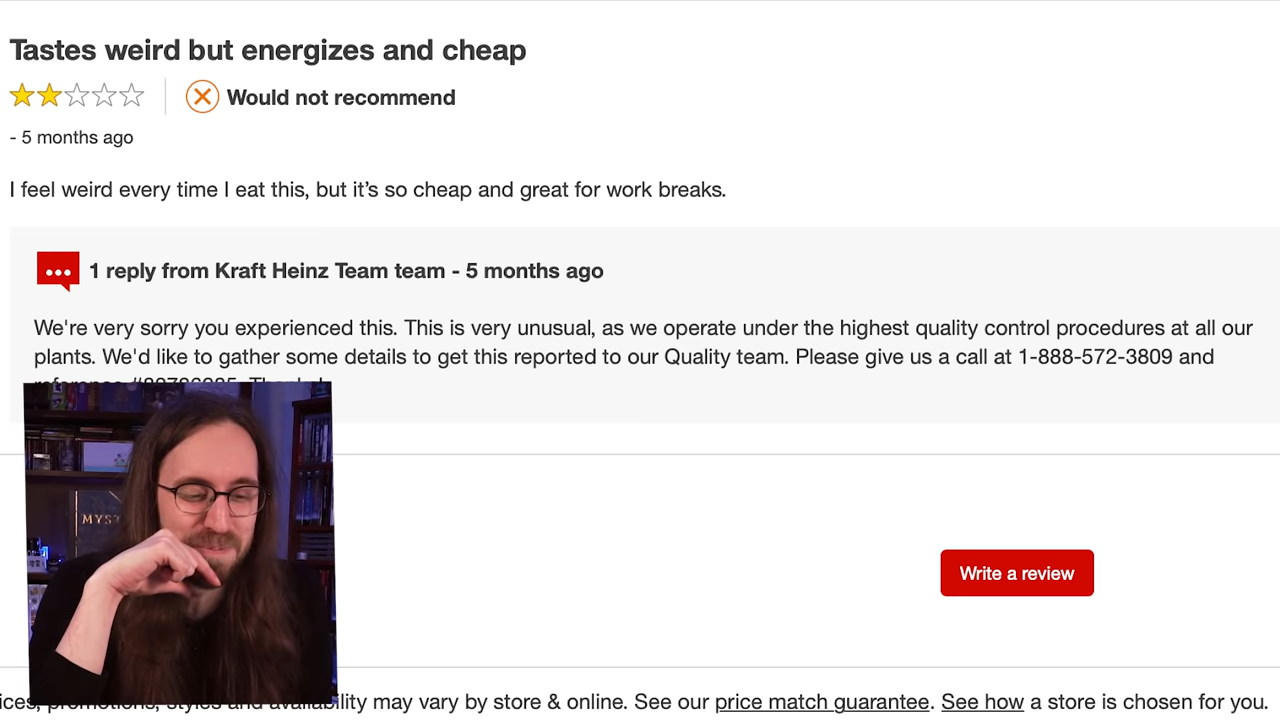 Tastes weird but energizes and cheap
Would not recommend
- 5 months ago
I feel weird every time I eat this, but it's so cheap and great for work breaks.
1 reply from Kraft Heinz Team team - 5 months ago
We're very sorry you experienced this. This is very unusual, as we operate under the highest quality control procedures at all our
plants. We'd like to gather some details to get this reported to our Quality team. Please give us a call at 1-888-572-3809 and
MYST
Write a review
promotions, styles and availability may vary by store & online. See our price match guarantee. See how a store is chosen for you.